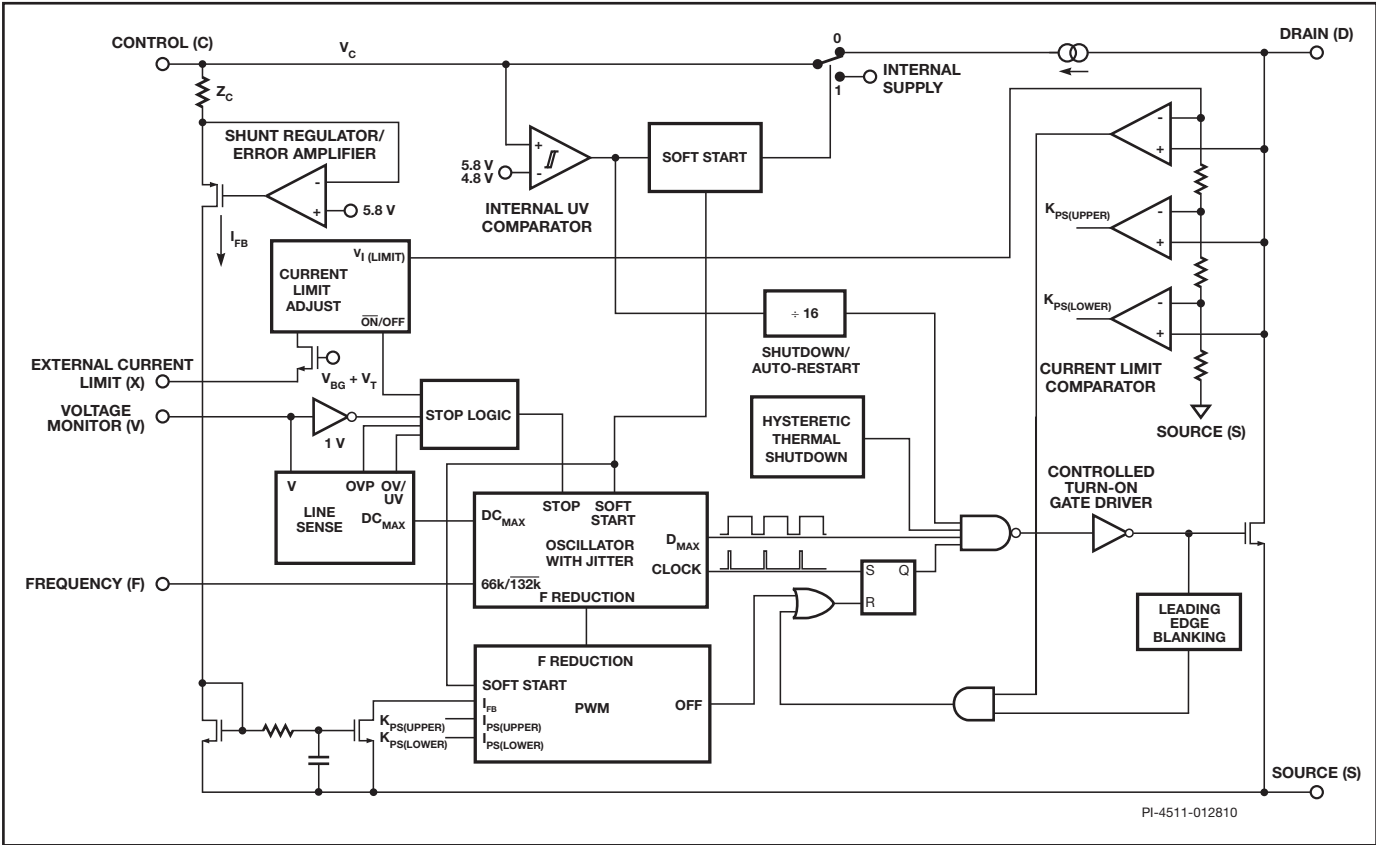 CONTROL (C)
V_C
0
DRAIN (D)
INTERNAL
SUPPLY
1
Z_C
SHUNT REGULATOR/
ERROR AMPLIFIER
-
+
5.8 V
I_FB
+
-
5.8 V
4.8 V
INTERNAL UV
COMPARATOR
SOFT START
-
+
K_PS(UPPER)
-
+
K_PS(LOWER)
-
+
CURRENT LIMIT
COMPARATOR
SOURCE (S)
V_I (LIMIT)
CURRENT
LIMIT
ADJUST
O̅N̅/OFF
÷ 16
SHUTDOWN/
AUTO-RESTART
EXTERNAL CURRENT
LIMIT (X)
V_BG + V_T
VOLTAGE
MONITOR (V)
1 V
STOP LOGIC
HYSTERETIC
THERMAL
SHUTDOWN
V
OVP
OV/
UV
LINE
SENSE
DC_MAX
DC_MAX
STOP
SOFT
START
OSCILLATOR
WITH JITTER
D_MAX
CLOCK
66k/1̅3̅2̅k̅
F REDUCTION
FREQUENCY (F)
S
Q
R
CONTROLLED
TURN-ON
GATE DRIVER
LEADING
EDGE
BLANKING
F REDUCTION
SOFT START
I_FB
PWM
OFF
K_PS(UPPER)
I_PS(UPPER)
K_PS(LOWER)
I_PS(LOWER)
SOURCE (S)
PI-4511-012810